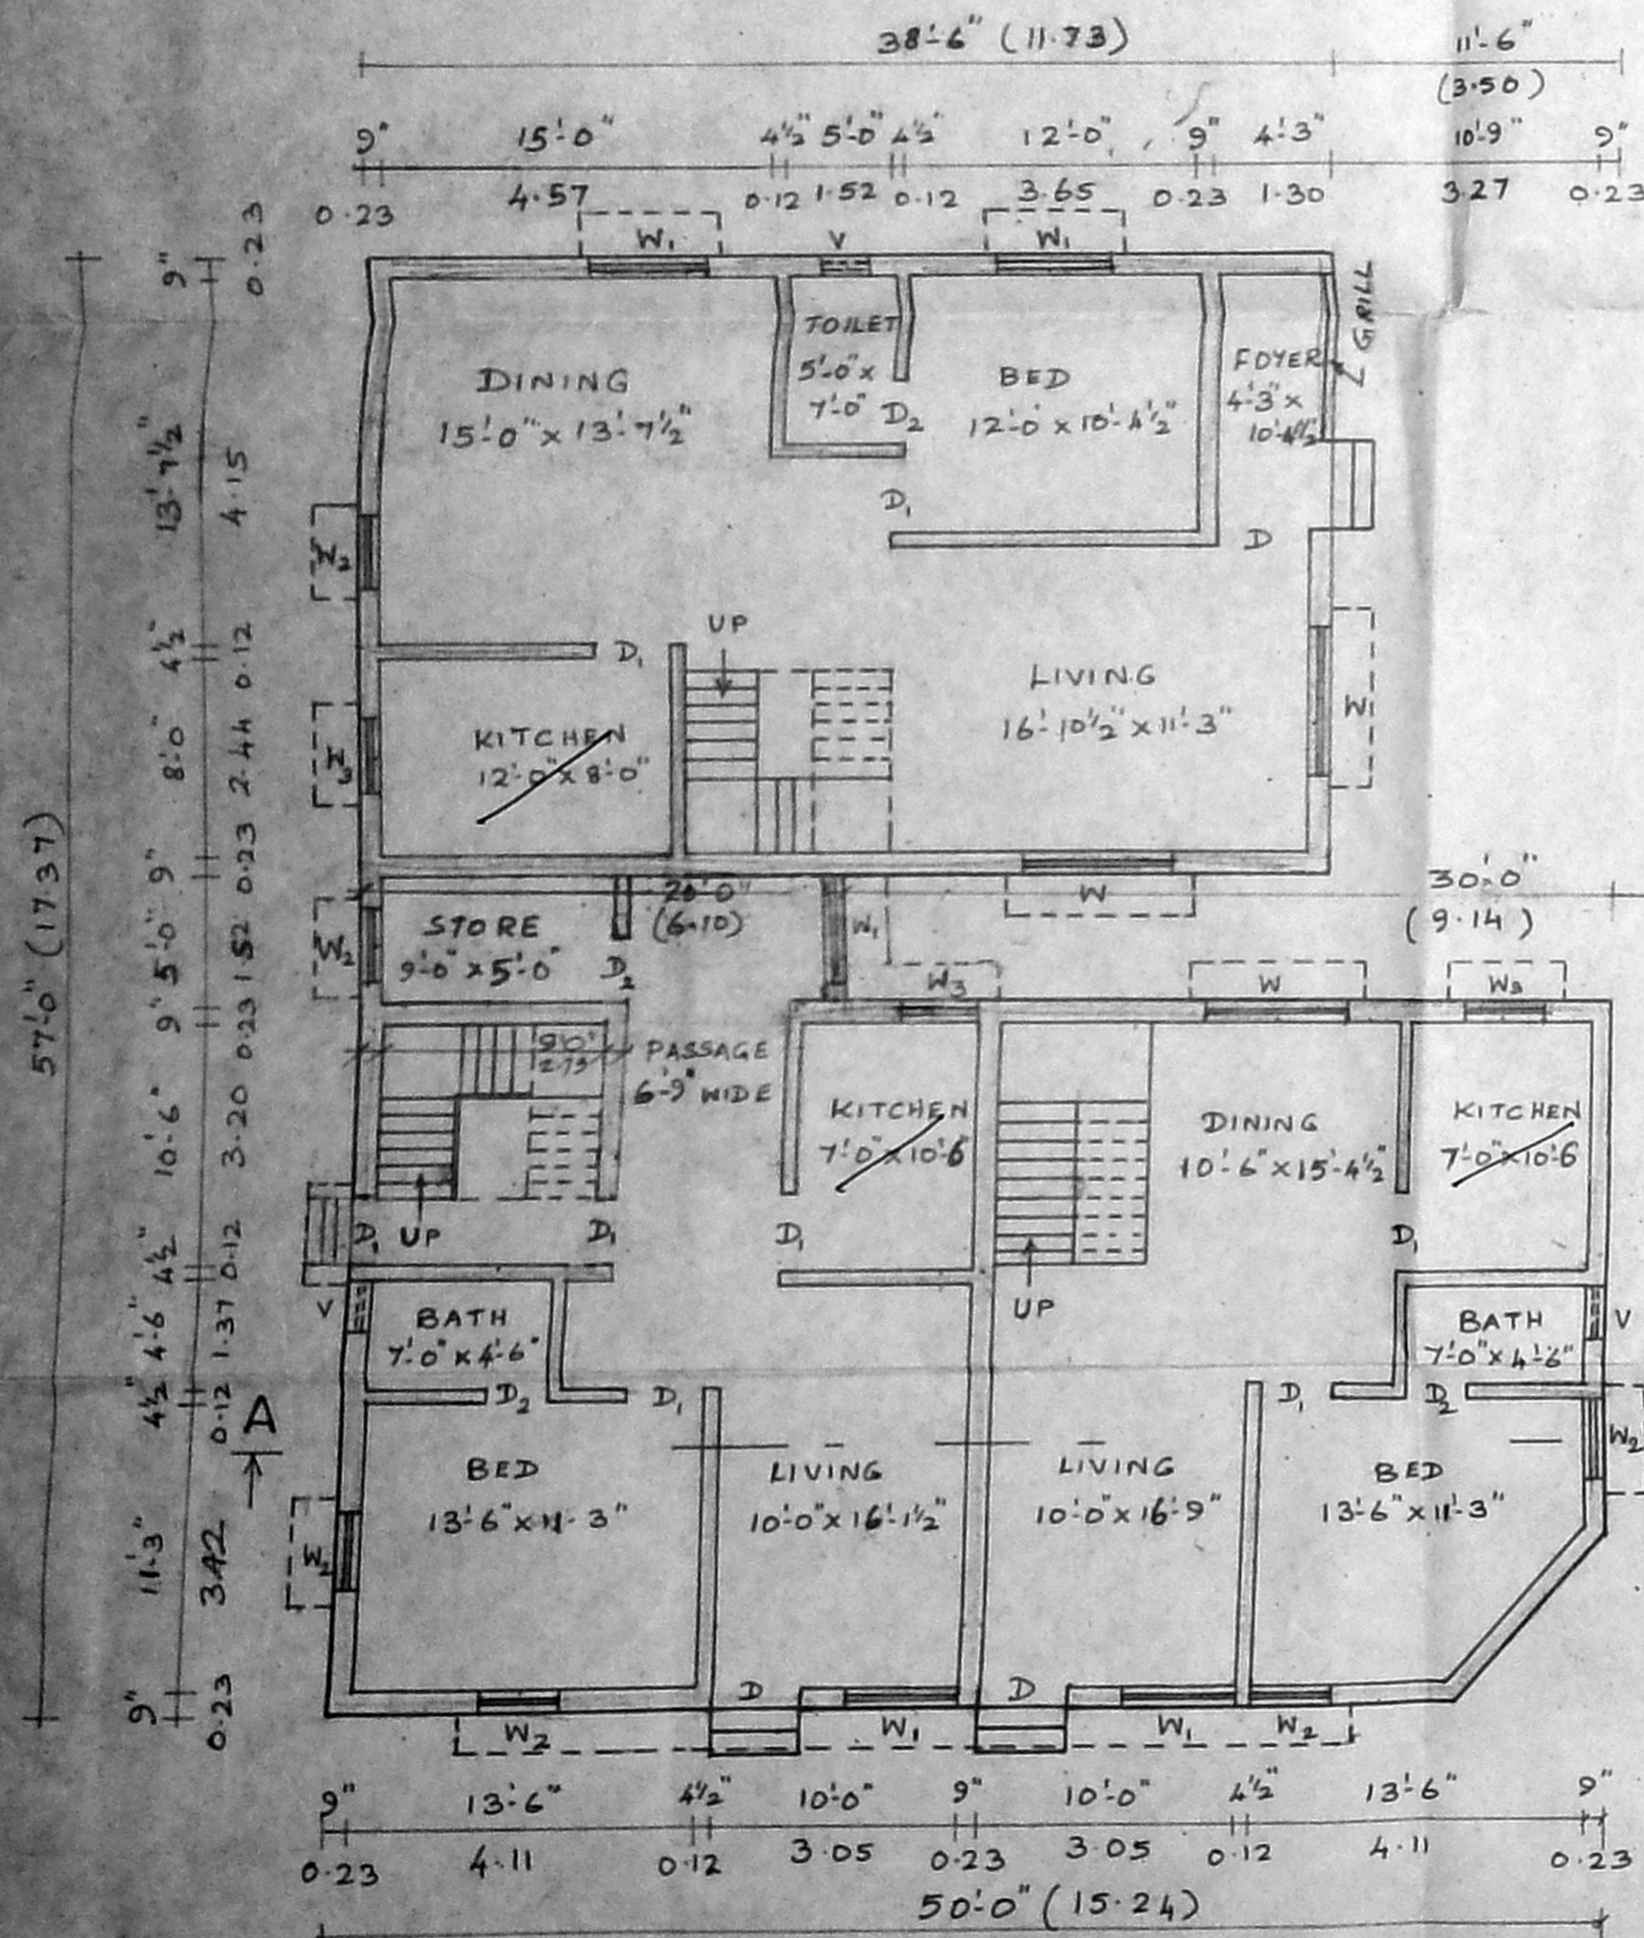 38'-6" (11.73)
11'-6"
(3.50)
9" 15'-0" 4½" 5'-0" 4½" 12'-0" 9" 4'-3" 10'-9" 9"
0.23 4.57 0.12 1.52 0.12 3.65 0.23 1.30 3.27 0.23
W₁ V W₁
GRILL
DINING
15'-0" x 13'-7½"
TOILET
5'-0" x
7'-0"
D₂
BED
12'-0" x 10'-4½"
FOYER
4'-3" x
10'-4½"
D₁
D
W₂
UP
D₁
LIVING
16'-10½" x 11'-3"
W
KITCHEN
12'-0" x 8'-0"
W₃
W
STORE
9'-0" x 5'-0"
D₂
W₂
20'-0"
(6.10)
W₁
30'-0"
(9.14)
W₃ W W₃
9'-0"
2.75
PASSAGE
6'-9" WIDE
KITCHEN
7'-0" x 10'-6
DINING
10'-6" x 15'-4½"
KITCHEN
7'-0" x 10'-6
D₁ UP D₁ D₁ D₁
UP
V
BATH
7'-0" x 4'-6"
BATH
7'-0" x 4'-6"
V
D₂ D₁ D₁ D₂
W₂
A
BED
13'-6" x 11'-3"
LIVING
10'-0" x 16'-1½"
LIVING
10'-0" x 16'-9"
BED
13'-6" x 11'-3"
D D
W₂ W₁ W₁ W₂
9" 13'-6" 4½" 10'-0" 9" 10'-0" 4½" 13'-6" 9"
0.23 4.11 0.12 3.05 0.23 3.05 0.12 4.11 0.23
50'-0" (15.24)
57'-0" (17.37)
9" 11'-3" 4½" 4'-6" 4½" 10'-6" 9" 5'-0" 9" 8'-0" 4½" 13'-7½" 9"
0.23 3.42 0.12 1.37 0.12 3.20 0.23 1.52 0.23 2.44 0.12 4.15 0.23